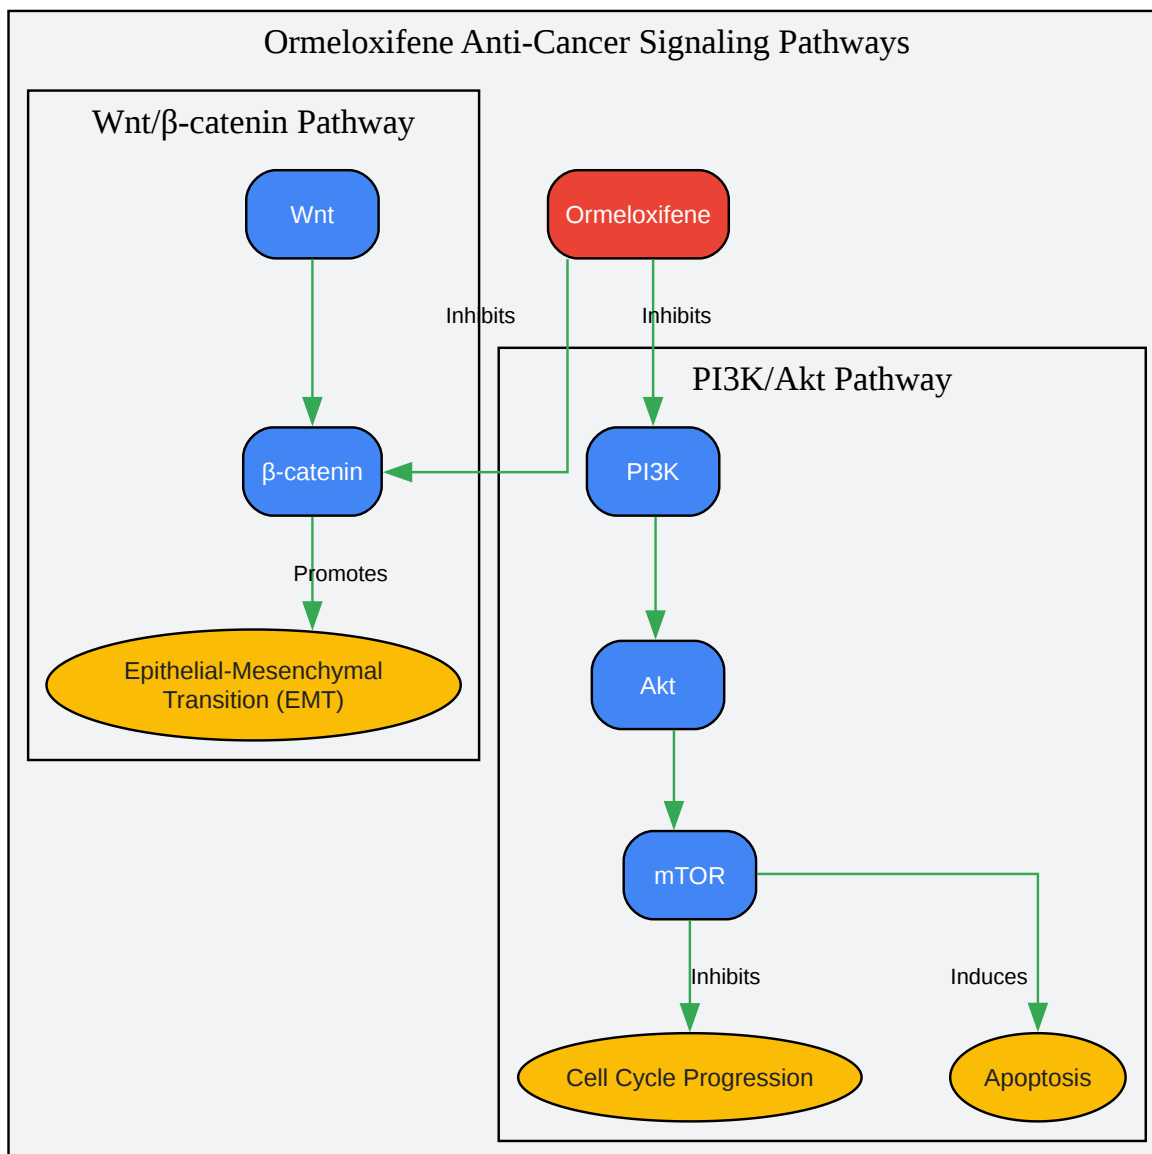 Ormeloxifene Anti-Cancer Signaling Pathways
Wnt/β-catenin Pathway
Wnt
Ormeloxifene
Inhibits
Inhibits
PI3K/Akt Pathway
β-catenin
PI3K
Promotes
Epithelial-Mesenchymal
Transition (EMT)
Akt
mTOR
Inhibits
Induces
Cell Cycle Progression
Apoptosis